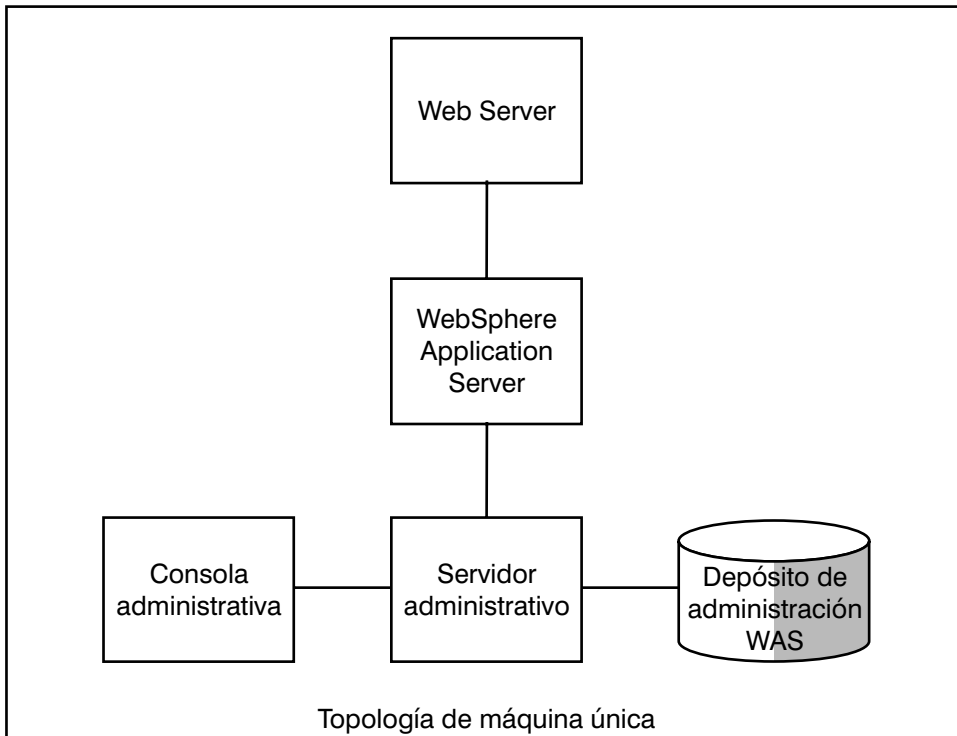 Web Server
WebSphere
Application
Server
Consola
administrativa
Servidor
administrativo
Depósito de
administración
WAS
Topología de máquina única